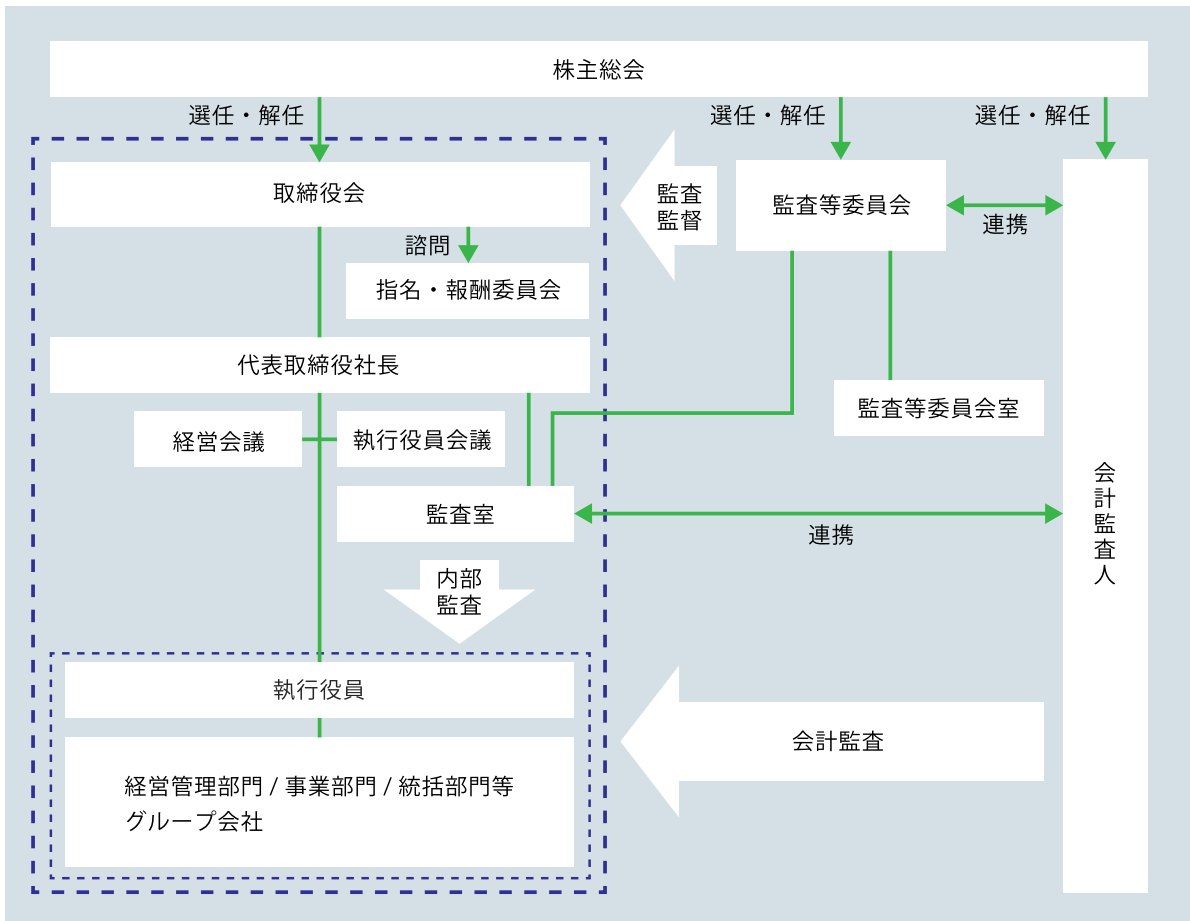 株主総会
選任・解任
選任・解任
選任・解任
取締役会
監査
監督
監査等委員会
連携
諮問
指名・報酬委員会
代表取締役社長
経営会議
執行役員会議
監査等委員会室
監査室
連携
会計監査人
内部
監査
執行役員
会計監査
経営管理部門 / 事業部門 / 統括部門等
グループ会社